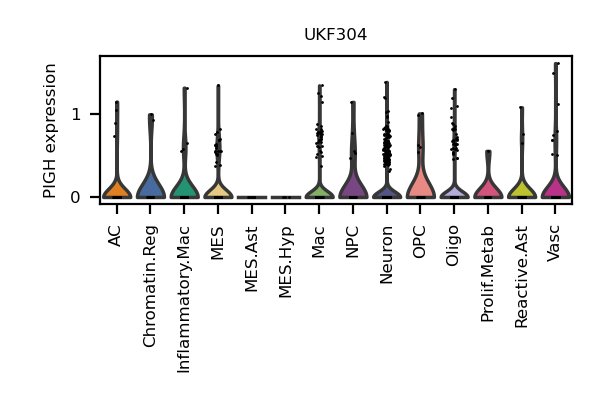 UKF304
PIGH expression
1
0
AC
Chromatin.Reg
Inflammatory.Mac
MES
MES.Ast
MES.Hyp
Mac
NPC
Neuron
OPC
Oligo
Prolif.Metab
Reactive.Ast
Vasc